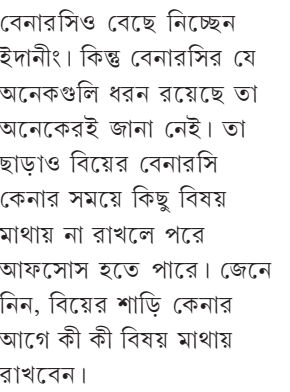 বেনারসিও বেছে নিচ্ছেন
ইদানীং। কিন্তু বেনারসির যে
অনেকগুলি ধরন রয়েছে তা
অনেকেরই জানা নেই। তা
ছাড়াও বিয়ের বেনারসি
কেনার সময়ে কিছু বিষয়
মাথায় না রাখলে পরে
আফসোস হতে পারে। জেনে
নিন, বিয়ের শাড়ি কেনার
আগে কী কী বিষয় মাথায়
রাখবেন।